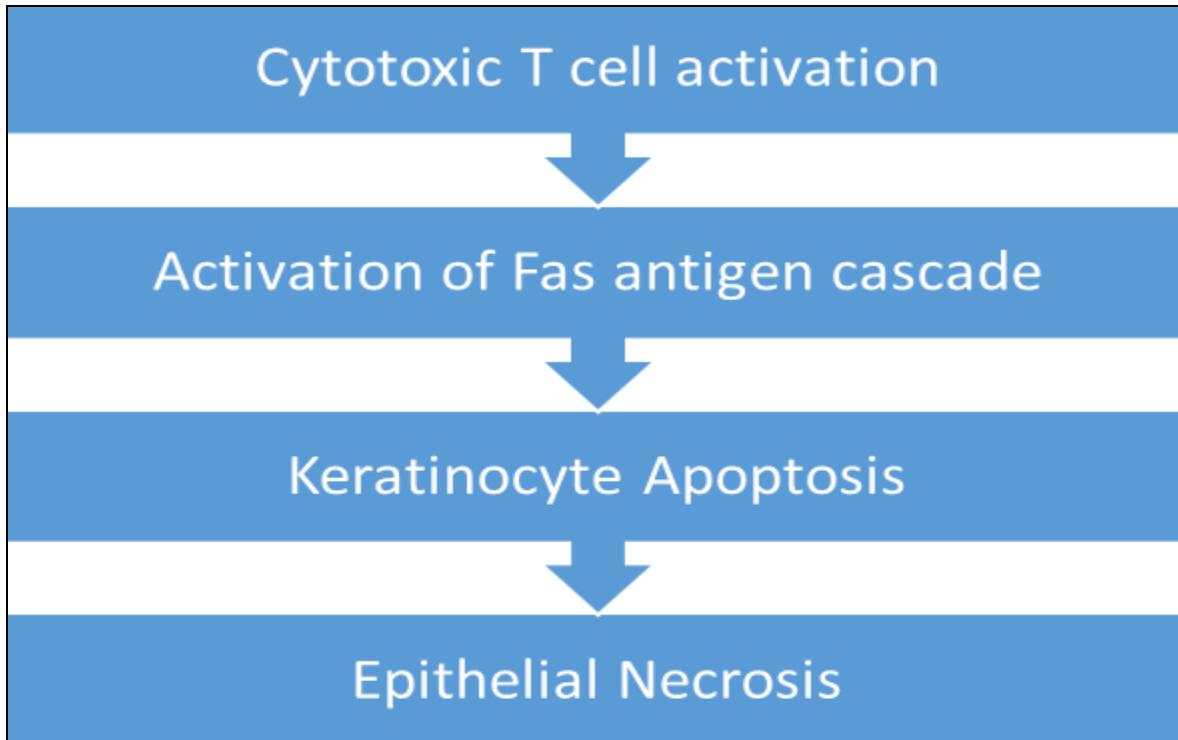 Cytotoxic T cell activation
Activation of Fas antigen cascade
Keratinocyte Apoptosis
Epithelial Necrosis